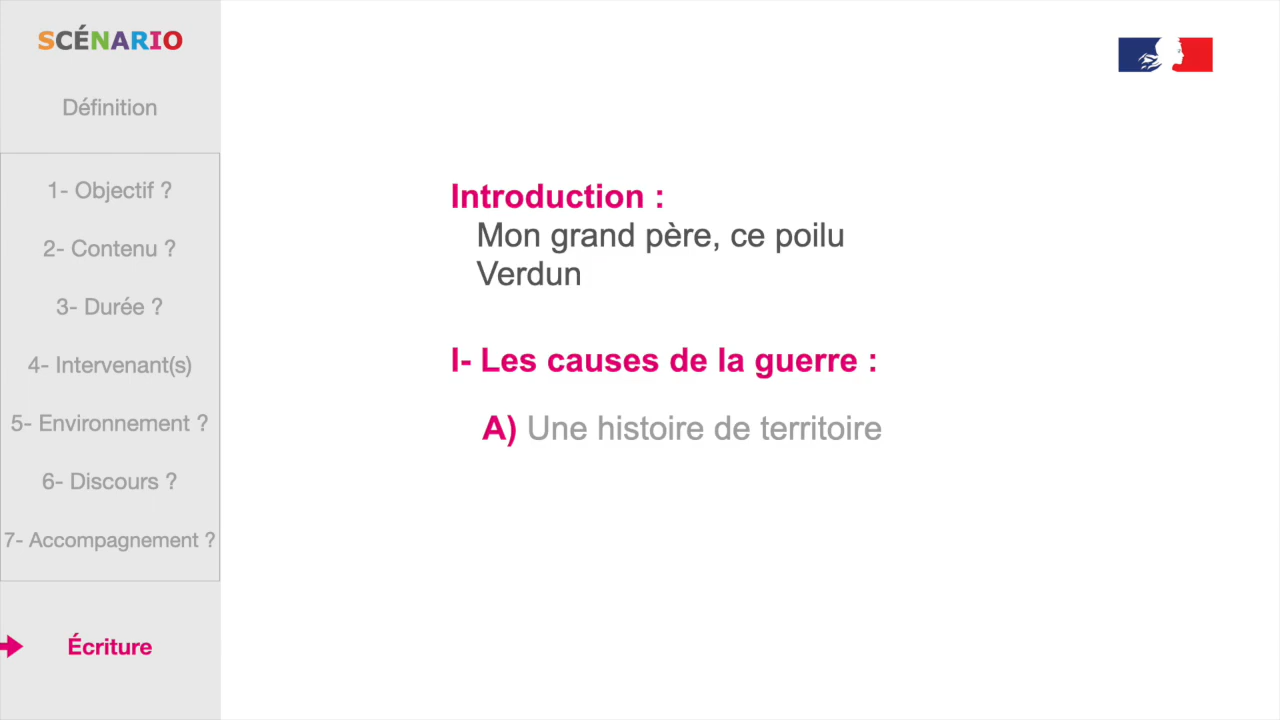 SCÉNARIO
Définition
1- Objectif ?
2- Contenu ?
3- Durée ?
4- Intervenant(s)
5- Environnement ?
6- Discours ?
7- Accompagnement ?
Écriture
Introduction :
Mon grand père, ce poilu
Verdun
I- Les causes de la guerre :
A) Une histoire de territoire